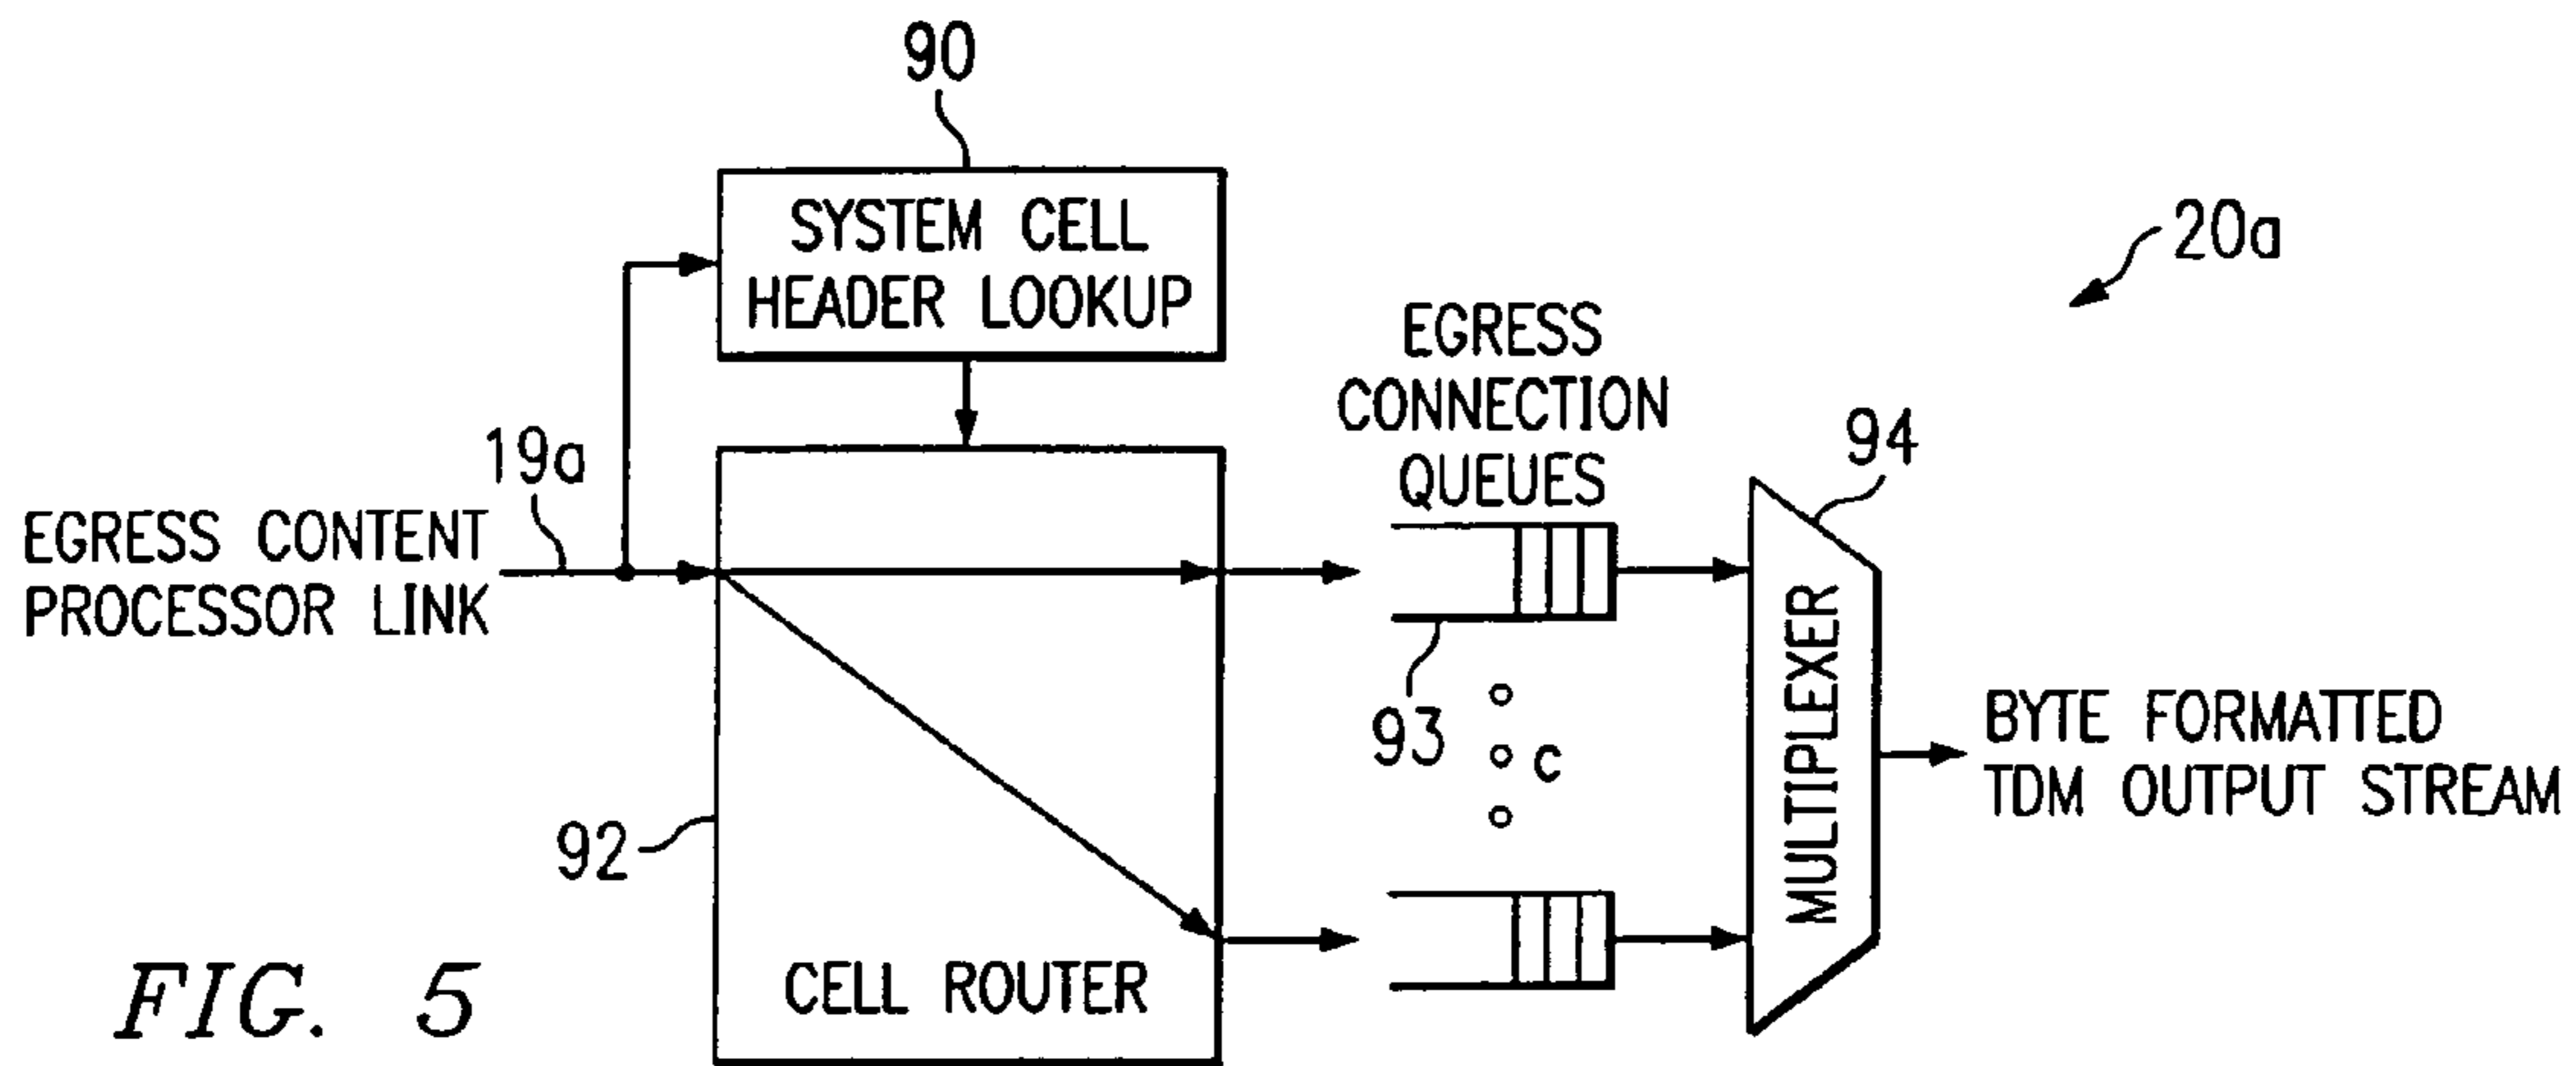 90
SYSTEM CELL
HEADER LOOKUP
20a
EGRESS
CONNECTION
QUEUES
94
19a
EGRESS CONTENT
PROCESSOR LINK
93
c
MULTIPLEXER
BYTE FORMATTED
TDM OUTPUT STREAM
92
CELL ROUTER
FIG. 5